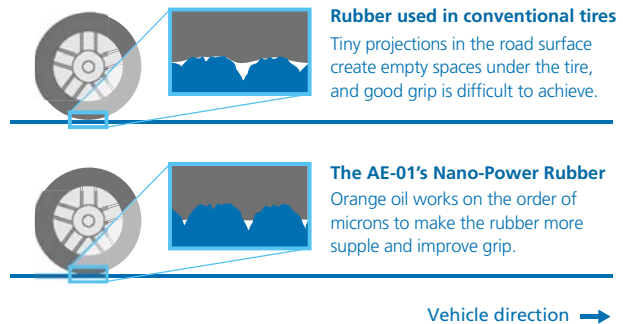 Rubber used in conventional tires
Tiny projections in the road surface
create empty spaces under the tire,
and good grip is difficult to achieve.
The AE-01's Nano-Power Rubber
Orange oil works on the order of
microns to make the rubber more
supple and improve grip.
Vehicle direction